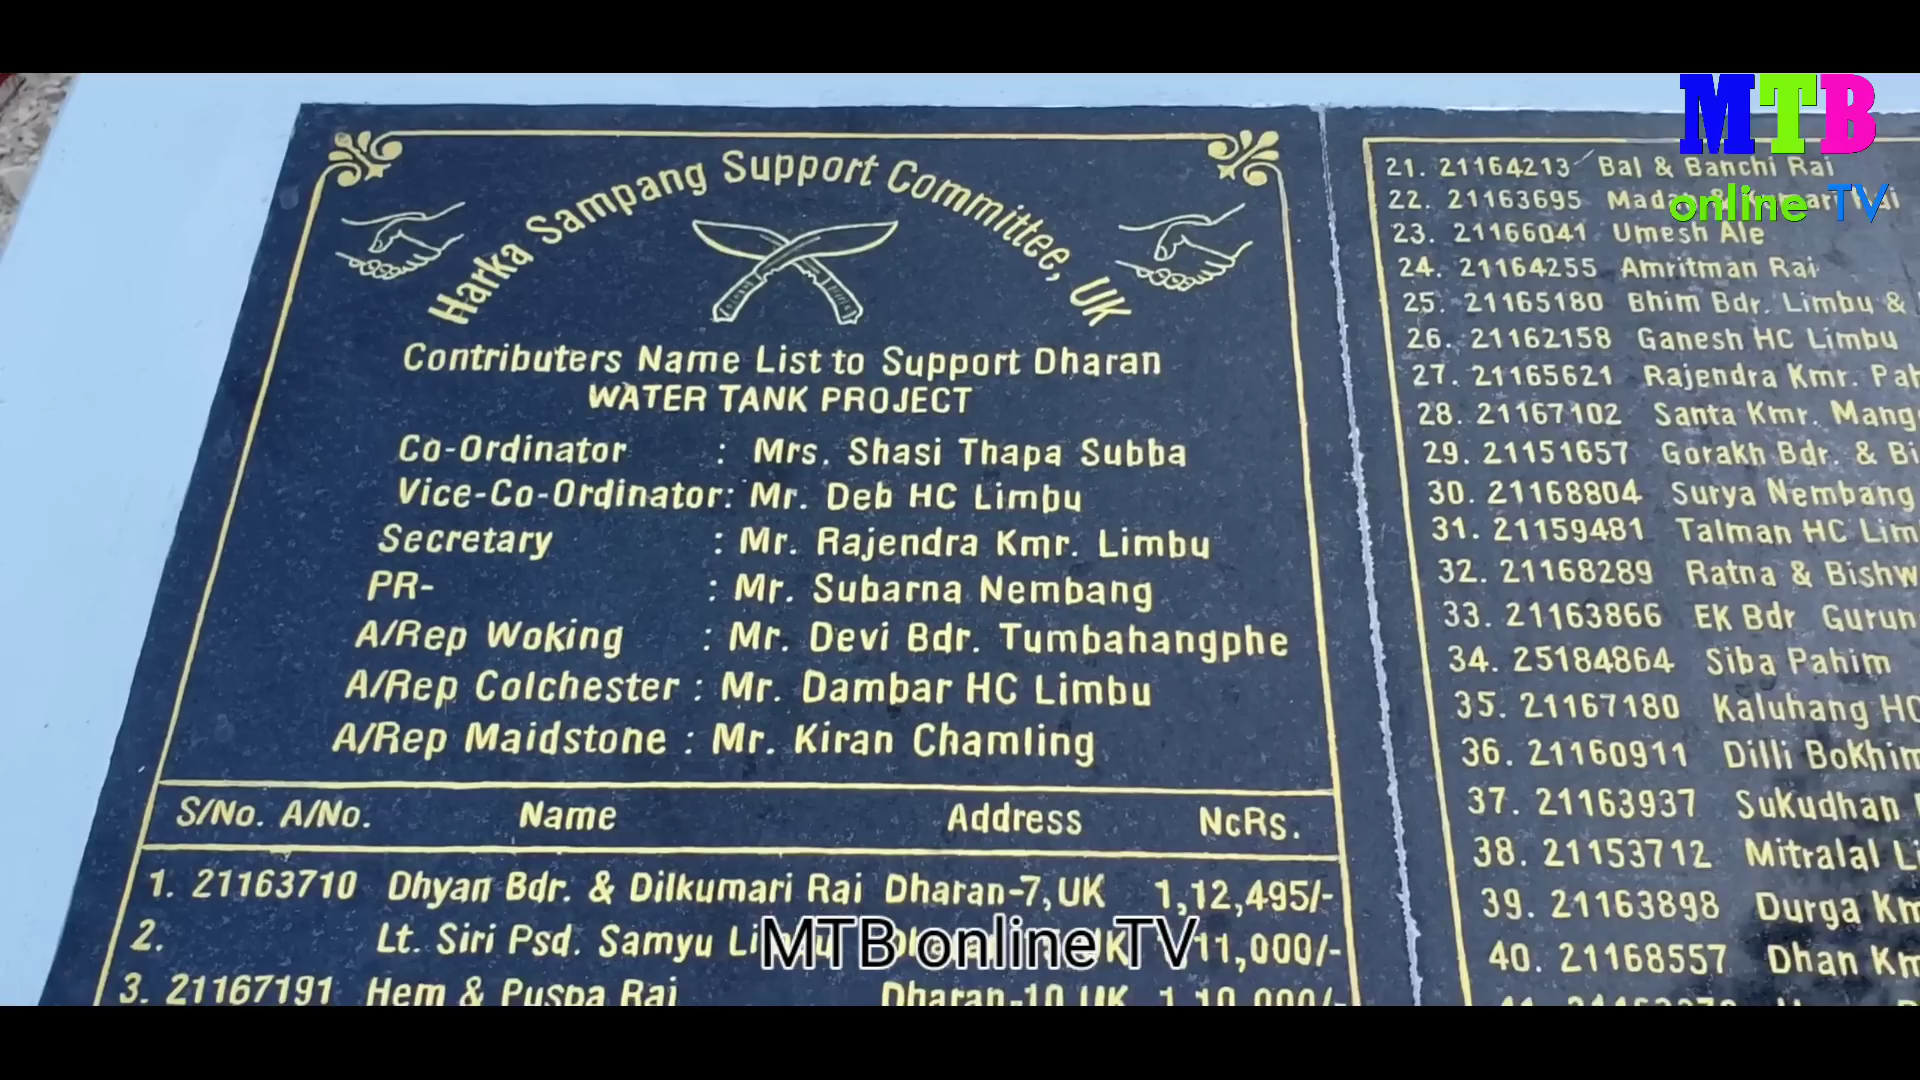 Harka Sampang Support Committee, UK
Contributers Name List to Support Dharan
WATER TANK PROJECT
Co-Ordinator : Mrs. Shasi Thapa Subba
Vice-Co-Ordinator: Mr. Deb HC Limbu
Secretary : Mr. Rajendra Kmr. Limbu
PR- : Mr. Subarna Nembang
A/Rep Woking : Mr. Devi Bdr. Tumbahangphe
A/Rep Colchester : Mr. Dambar HC Limbu
A/Rep Maidstone : Mr. Kiran Chamling
S/No. A/No. Name Address NcRs.
1. 21163710 Dhyan Bdr. & Dilkumari Rai Dharan-7, UK 1,12,495/-
2. Lt. Siri Psd. Samyu 11,000/-
3. 21167191 Hem & Puspa Rai Dharan-10 UK 1,10,000/-
21. 21164213 Bal & Banchi Rai
22. 21163695
23. 21166041 Umesh Ale
24. 21164255 Amritman Rai
25. 21165180 Bhim Bdr. Limbu &
26. 21162158 Ganesh HC Limbu
27. 21165621 Rajendra Kmr.
28. 21167102 Santa Kmr.
29. 21151657 Gorakh Bdr. &
30. 21168804 Surya Nembang
31. 21159481 Talman HC
32. 21168289 Ratna &
33. 21163866 EK Bdr
34. 25184864 Siba Pahim
35. 21167180 Kaluhang
36. 21160911 Dilli
37. 21163937 Sukudhan
38. 21153712 Mitralal
39. 21163898 Durga
40. 21168557 Dhan
MTB
online TV
MTB online TV